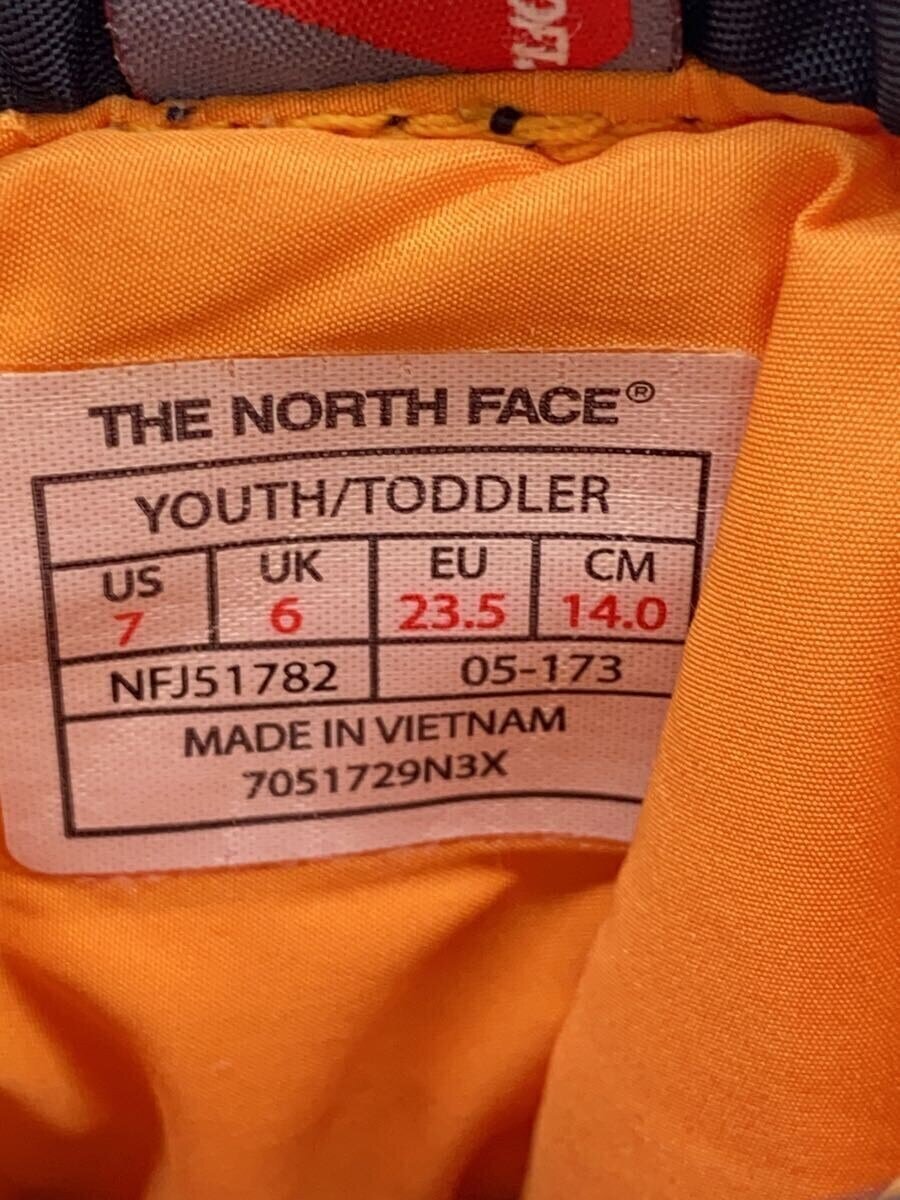 THE NORTH FACE®
YOUTH/TODDLER
US UK EU CM
7 6 23.5 14.0
NFJ51782 05-173
MADE IN VIETNAM
7051729N3X